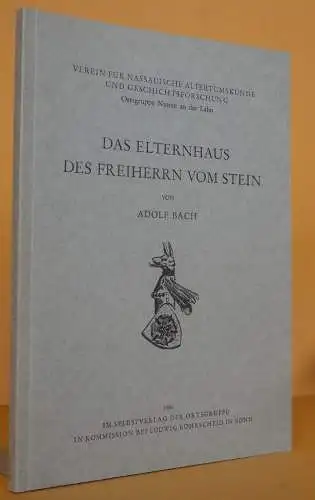 VEREIN FÜR NASSAUISCHE ALTERTUMSKUNDE
UND GESCHICHTSFORSCHUNG
Ortsgruppe Nassau an der Lahn
DAS ELTERNHAUS
DES FREIHERRN VOM STEIN
VON
ADOLF BACH
IM SELBSTVERLAG DER ORTSGRUPPE
IN KOMMISSION BEI LUDWIG RÖHRSCHEID IN BONN